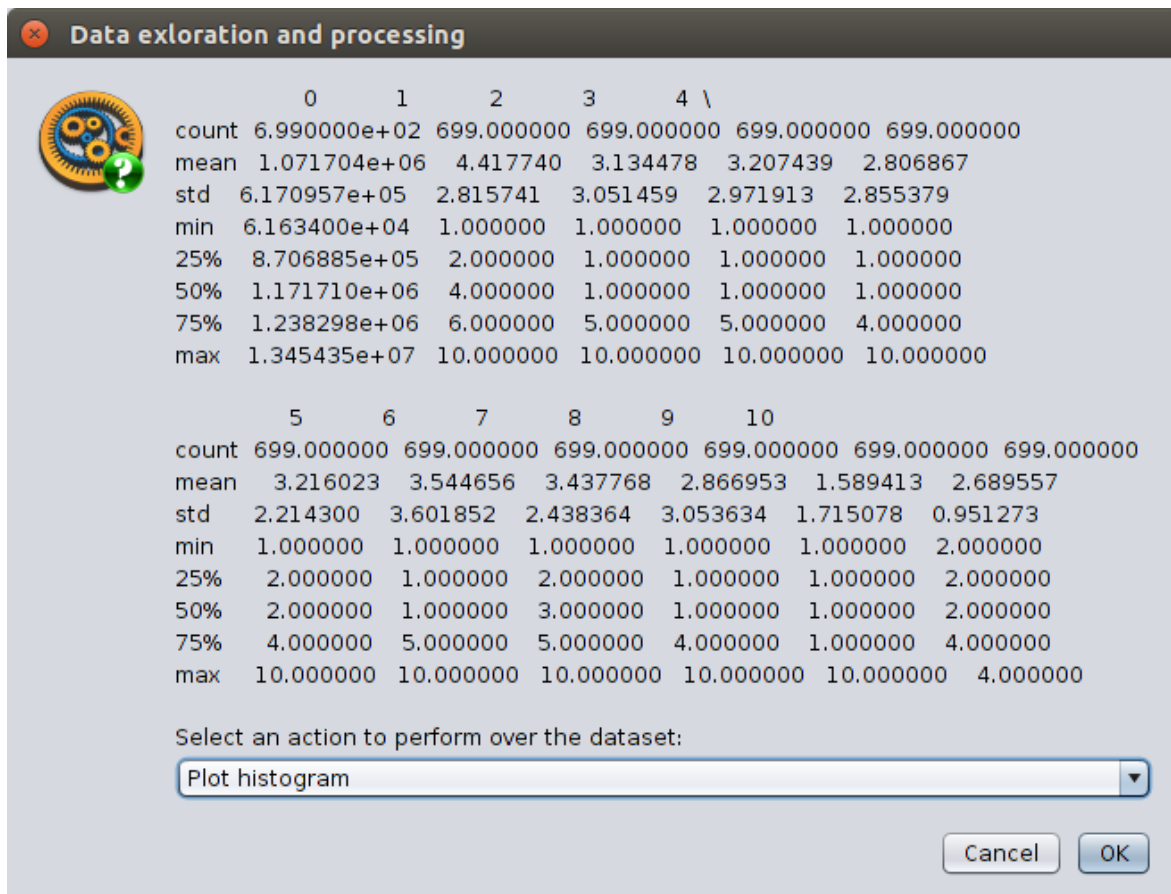 Data exloration and processing
0 1 2 3 4 \
count 6.990000e+02 699.000000 699.000000 699.000000 699.000000
mean 1.071704e+06 4.417740 3.134478 3.207439 2.806867
std 6.170957e+05 2.815741 3.051459 2.971913 2.855379
min 6.163400e+04 1.000000 1.000000 1.000000 1.000000
25% 8.706885e+05 2.000000 1.000000 1.000000 1.000000
50% 1.171710e+06 4.000000 1.000000 1.000000 1.000000
75% 1.238298e+06 6.000000 5.000000 5.000000 4.000000
max 1.345435e+07 10.000000 10.000000 10.000000 10.000000
5 6 7 8 9 10
count 699.000000 699.000000 699.000000 699.000000 699.000000 699.000000
mean 3.216023 3.544656 3.437768 2.866953 1.589413 2.689557
std 2.214300 3.601852 2.438364 3.053634 1.715078 0.951273
min 1.000000 1.000000 1.000000 1.000000 1.000000 2.000000
25% 2.000000 1.000000 2.000000 1.000000 1.000000 2.000000
50% 2.000000 1.000000 3.000000 1.000000 1.000000 2.000000
75% 4.000000 5.000000 5.000000 4.000000 1.000000 4.000000
max 10.000000 10.000000 10.000000 10.000000 10.000000 4.000000
Select an action to perform over the dataset:
Plot histogram
Cancel OK